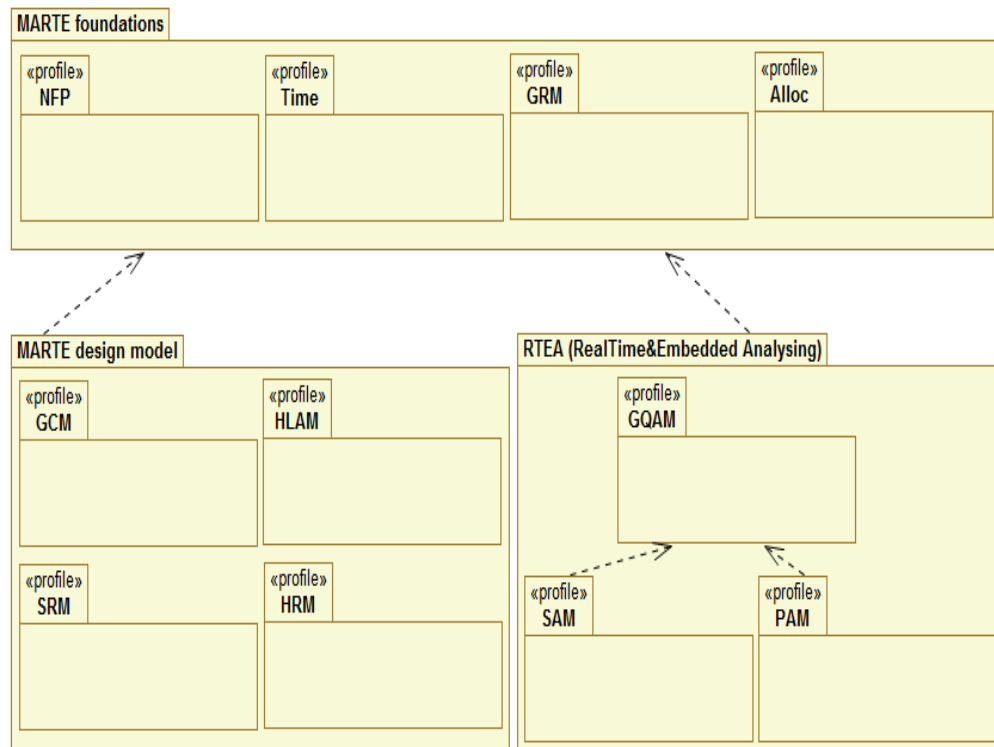 MARTE foundations
«profile»
NFP
«profile»
Time
«profile»
GRM
«profile»
Alloc
MARTE design model
«profile»
GCM
«profile»
HLAM
«profile»
SRM
«profile»
HRM
RTEA (RealTime&Embedded Analysing)
«profile»
GQAM
«profile»
SAM
«profile»
PAM